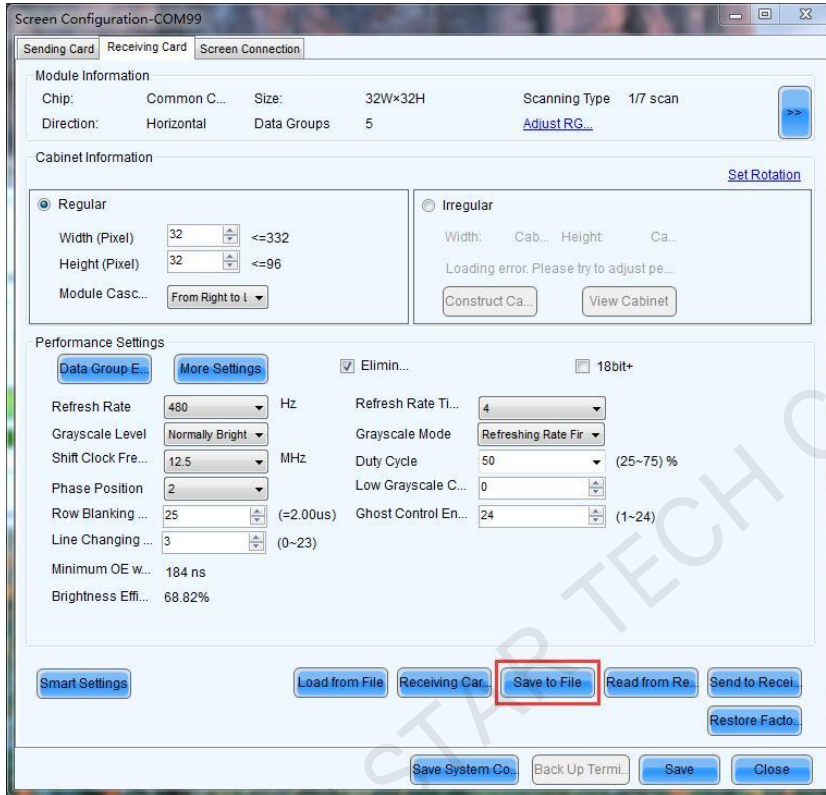 Screen Configuration-COM99
Sending Card Receiving Card Screen Connection
Module Information
Chip: Common C... Size: 32W×32H Scanning Type 1/7 scan
>>
Direction: Horizontal Data Groups 5 Adjust RG...
Cabinet Information
Set Rotation
Regular Irregular
Width (Pixel) 32 <=332 Width: Cab... Height: Ca...
Height (Pixel) 32 <=96 Loading error. Please try to adjust pe...
Module Casc... From Right to L Construct Ca... View Cabinet
Performance Settings
Data Group E... More Settings Elimin... 18bit+
Refresh Rate 480 Hz Refresh Rate Ti... 4
Grayscale Level Normally Bright Grayscale Mode Refreshing Rate Fir
Shift Clock Fre... 12.5 MHz Duty Cycle 50 (25~75) %
Phase Position 2 Low Grayscale C... 0
Row Blanking ... 25 (=2.00us) Ghost Control En... 24 (1~24)
Line Changing ... 3 (0~23)
Minimum OE w... 184 ns
Brightness Effi... 68.82%
Smart Settings Load from File Receiving Car... Save to File Read from Re... Send to Recei...
Restore Facto...
Save System Co... Back Up Termi... Save Close
STAR TECH C